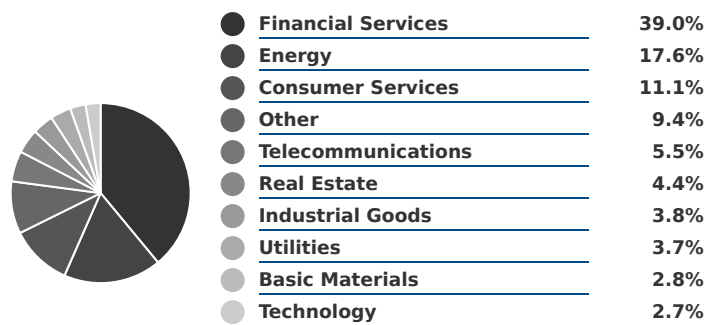 Financial Services 39.0%
Energy 17.6%
Consumer Services 11.1%
Other 9.4%
Telecommunications 5.5%
Real Estate 4.4%
Industrial Goods 3.8%
Utilities 3.7%
Basic Materials 2.8%
Technology 2.7%